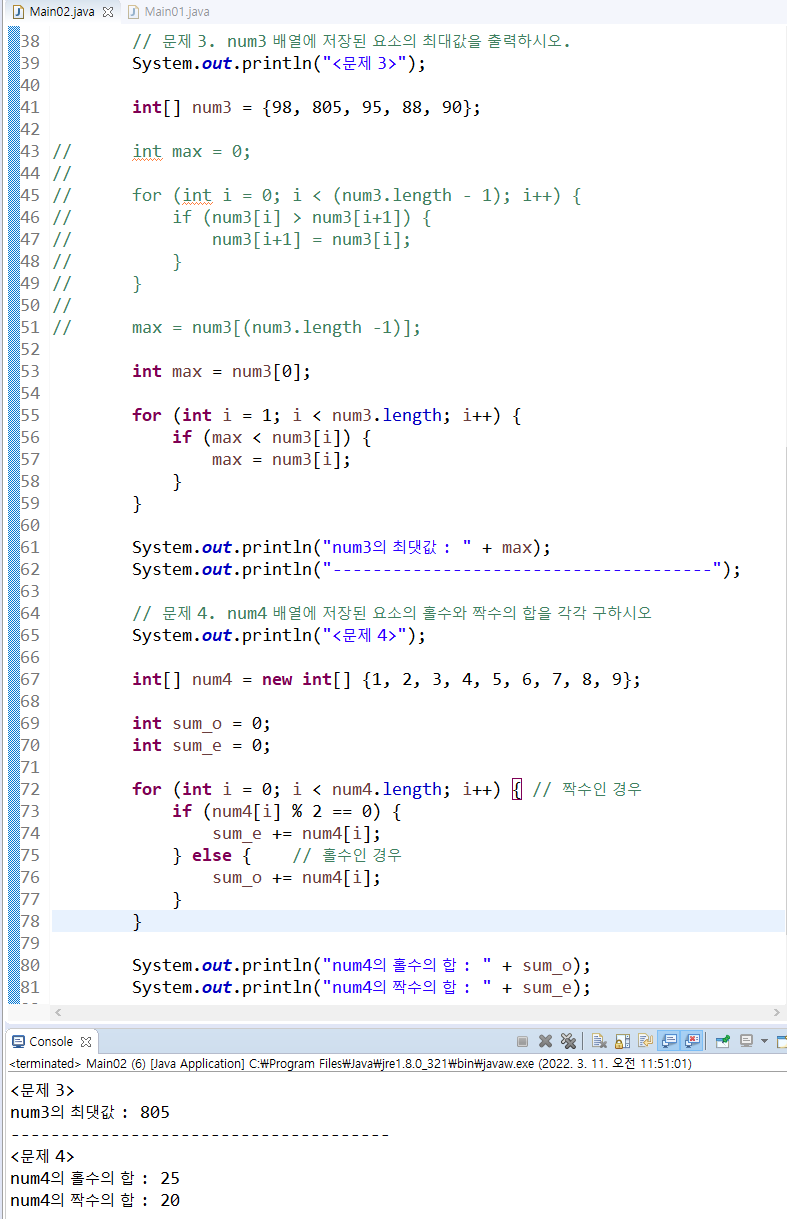 Main02.java
Main01.java
38 // 문제 3. num3 배열에 저장된 요소의 최대값을 출력하시오.
39 System.out.println("<문제 3>");
40
41 int[] num3 = {98, 805, 95, 88, 90};
42
43 // int max = 0;
44 //
45 // for (int i = 0; i < (num3.length - 1); i++) {
46 // if (num3[i] > num3[i+1]) {
47 // num3[i+1] = num3[i];
48 // }
49 // }
50 //
51 // max = num3[(num3.length -1)];
52
53 int max = num3[0];
54
55 for (int i = 1; i < num3.length; i++) {
56 if (max < num3[i]) {
57 max = num3[i];
58 }
59 }
60
61 System.out.println("num3의 최댓값 : " + max);
62 System.out.println("--------------------------------------");
63
64 // 문제 4. num4 배열에 저장된 요소의 홀수와 짝수의 합을 각각 구하시오
65 System.out.println("<문제 4>");
66
67 int[] num4 = new int[] {1, 2, 3, 4, 5, 6, 7, 8, 9};
68
69 int sum_o = 0;
70 int sum_e = 0;
71
72 for (int i = 0; i < num4.length; i++) { // 짝수인 경우
73 if (num4[i] % 2 == 0) {
74 sum_e += num4[i];
75 } else { // 홀수인 경우
76 sum_o += num4[i];
77 }
78 }
79
80 System.out.println("num4의 홀수의 합 : " + sum_o);
81 System.out.println("num4의 짝수의 합 : " + sum_e);
Console
<terminated> Main02 (6) [Java Application] C:₩Program Files₩Java₩jre1.8.0_321₩bin₩javaw.exe (2022. 3. 11. 오전 11:51:01)
<문제 3>
num3의 최댓값 : 805
--------------------------------------
<문제 4>
num4의 홀수의 합 : 25
num4의 짝수의 합 : 20